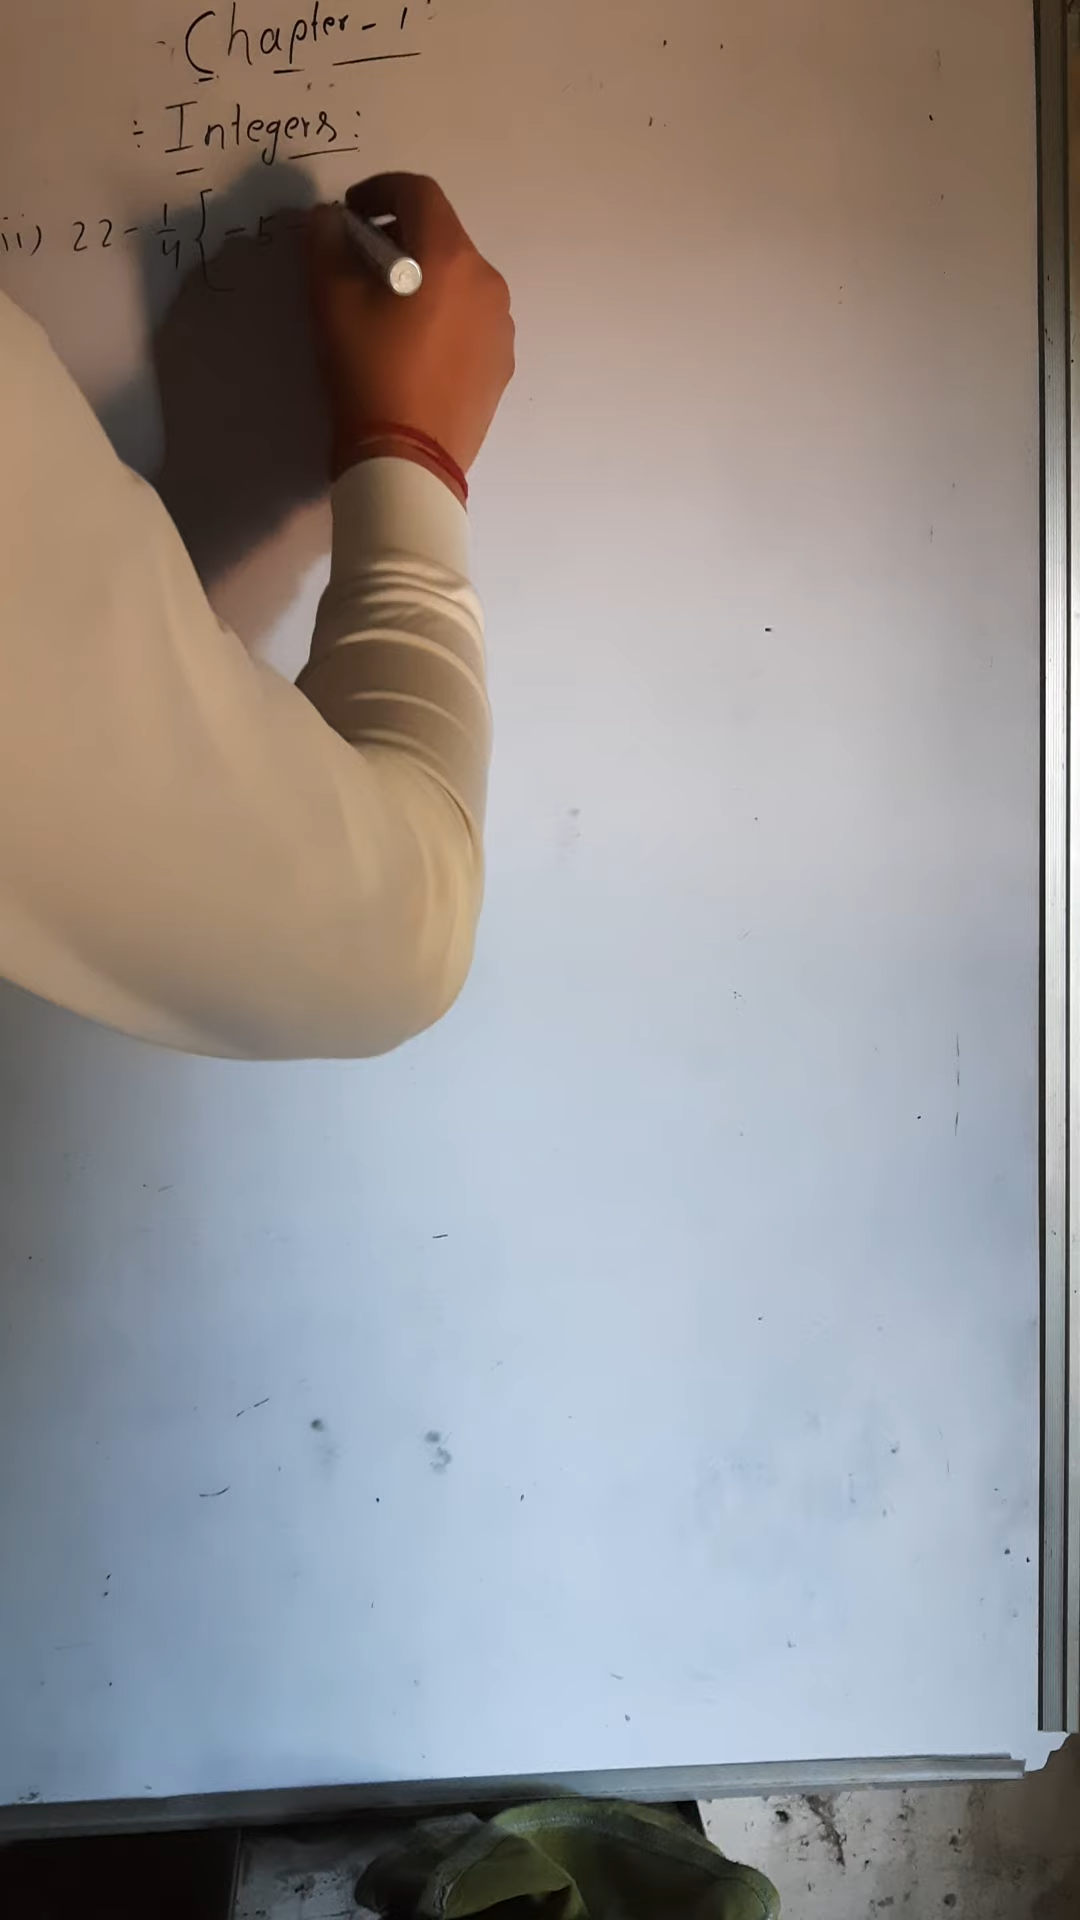 Chapter - 1
÷ Integers:
ii) 22 - 1/4 { - 5 -